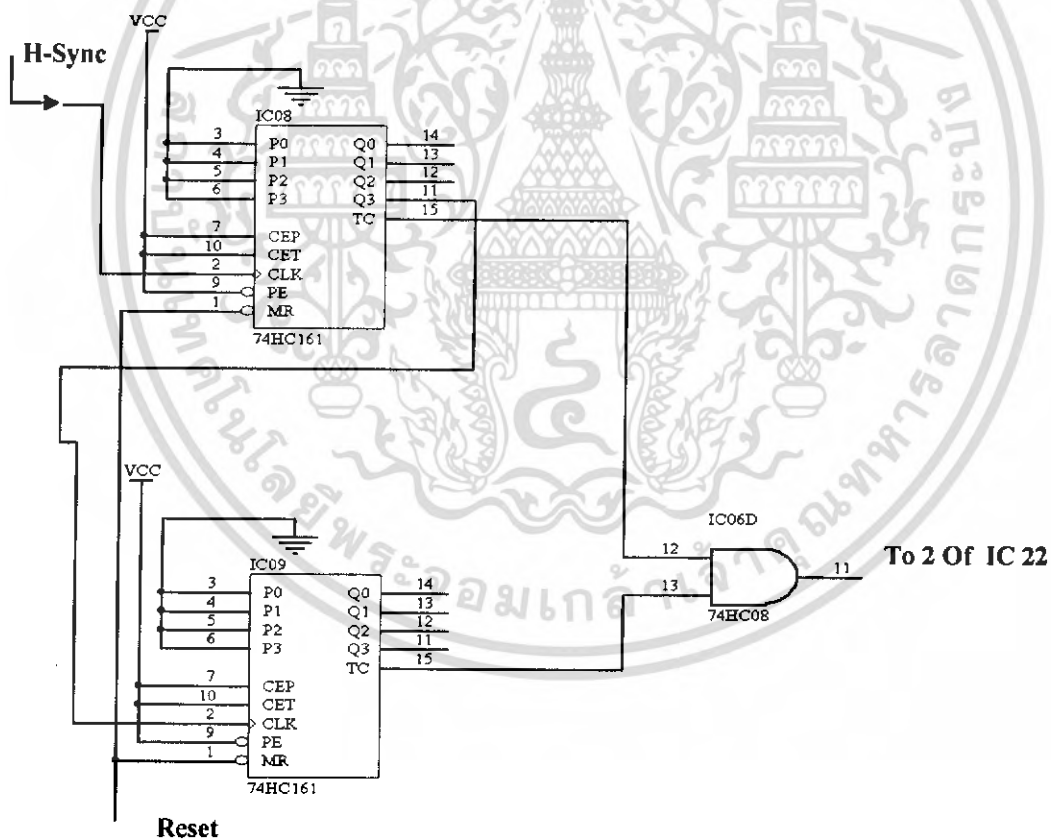 VCC
H-Sync
IC08
3 P0 Q0 14
4 P1 Q1 13
5 P2 Q2 12
6 P3 Q3 11
TC 15
7 CEP
10 CET
2 CLK
9 PE
1 MR
74HC161
VCC
IC09
3 P0 Q0 14
4 P1 Q1 13
5 P2 Q2 12
6 P3 Q3 11
TC 15
7 CEP
10 CET
2 CLK
9 PE
1 MR
74HC161
IC06D
12
13
11
74HC08
To 2 Of IC 22
Reset